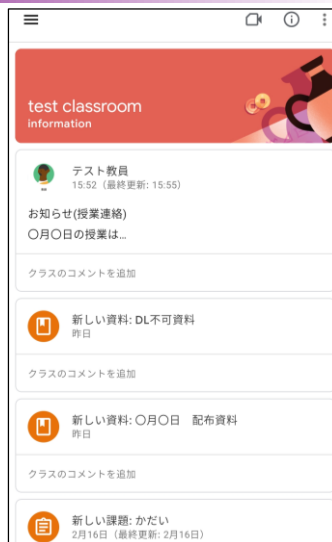 test classroom
information
テスト教員
15:52（最終更新: 15:55）
お知らせ(授業連絡)
〇月〇日の授業は...
クラスのコメントを追加
新しい資料: DL不可資料
昨日
クラスのコメントを追加
新しい資料: 〇月〇日　配布資料
昨日
クラスのコメントを追加
新しい課題: かだい
2月16日（最終更新: 2月16日）